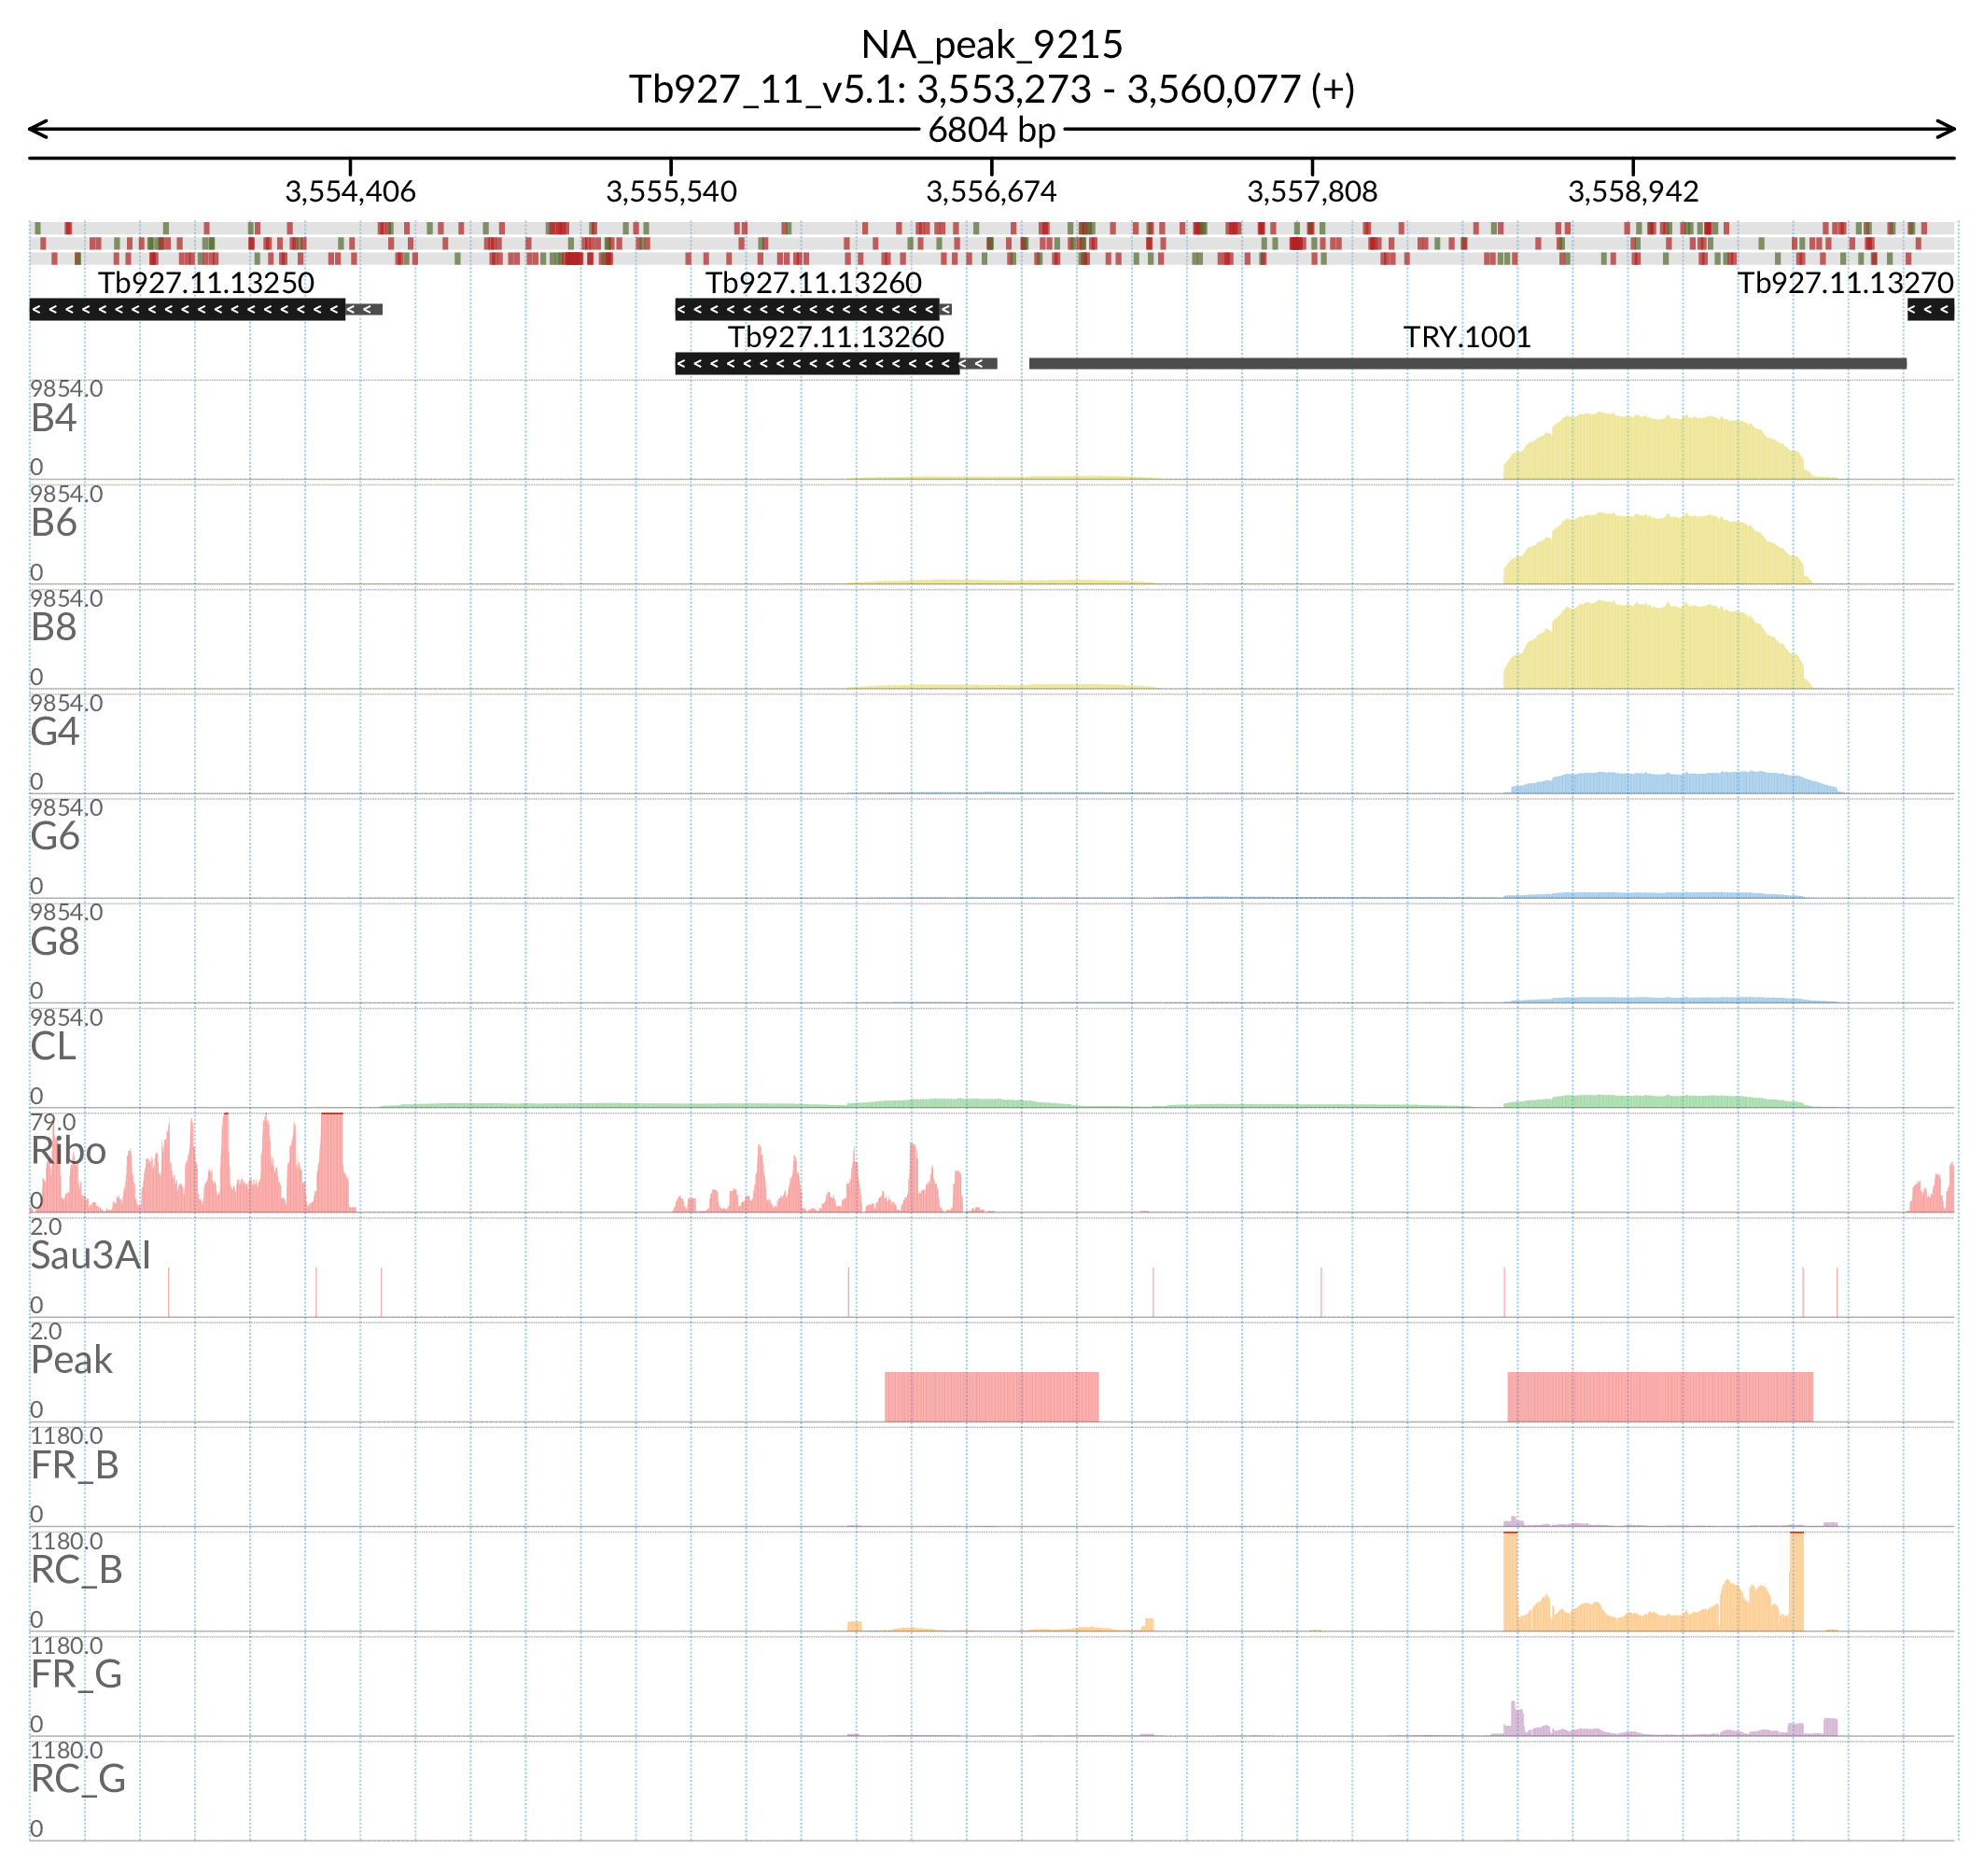 NA_peak_9215
Tb927_11_v5.1: 3,553,273 - 3,560,077 (+)
6804 bp
3,554,406 3,555,540 3,556,674 3,557,808 3,558,942
Tb927.11.13250 Tb927.11.13260 Tb927.11.13270
Tb927.11.13260 TRY.1001
9854.0
B4
0
9854.0
B6
0
9854.0
B8
0
9854.0
G4
0
9854.0
G6
0
9854.0
G8
0
9854.0
CL
0
79.0
Ribo
0
2.0
Sau3AI
0
2.0
Peak
0
1180.0
FR_B
0
1180.0
RC_B
0
1180.0
FR_G
0
1180.0
RC_G
0